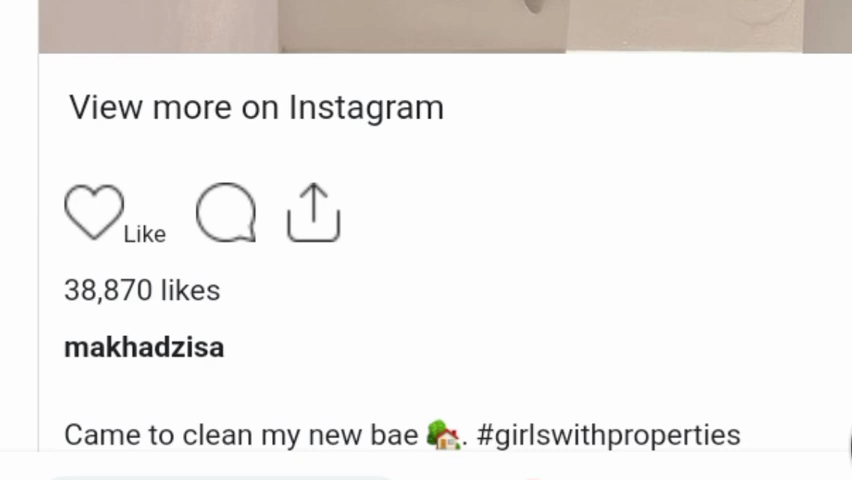 View more on Instagram
Like
38,870 likes
makhadzisa
Came to clean my new bae 🏡. #girlswithproperties